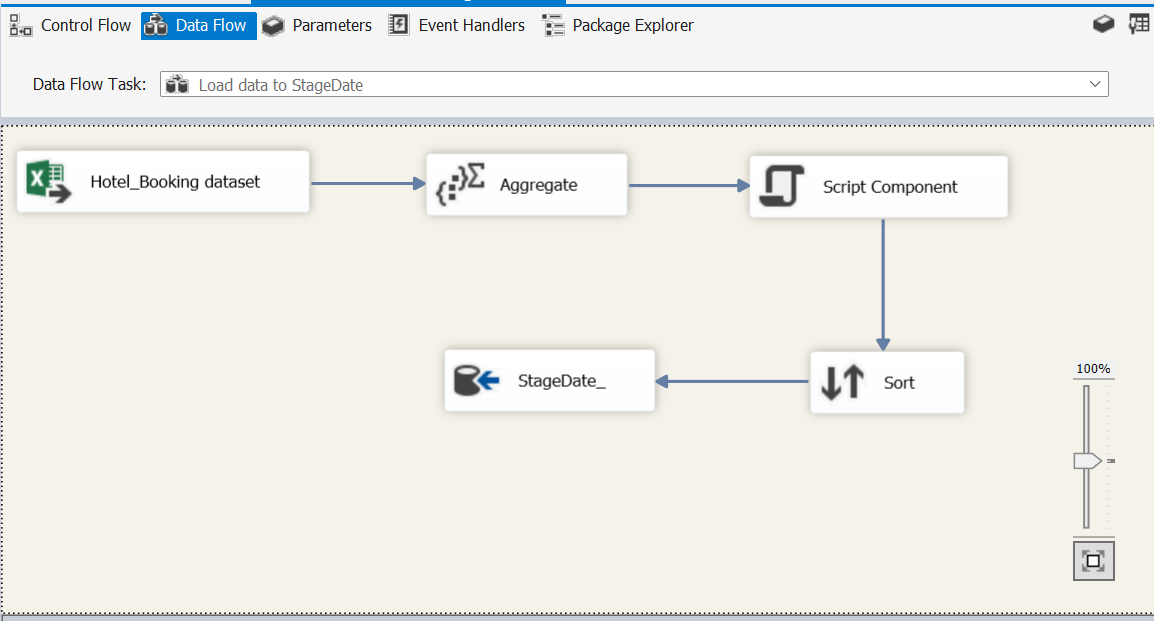 Control Flow Data Flow Parameters Event Handlers Package Explorer
Data Flow Task: Load data to StageDate
Hotel_Booking dataset
Aggregate
Script Component
StageDate_
Sort
100%